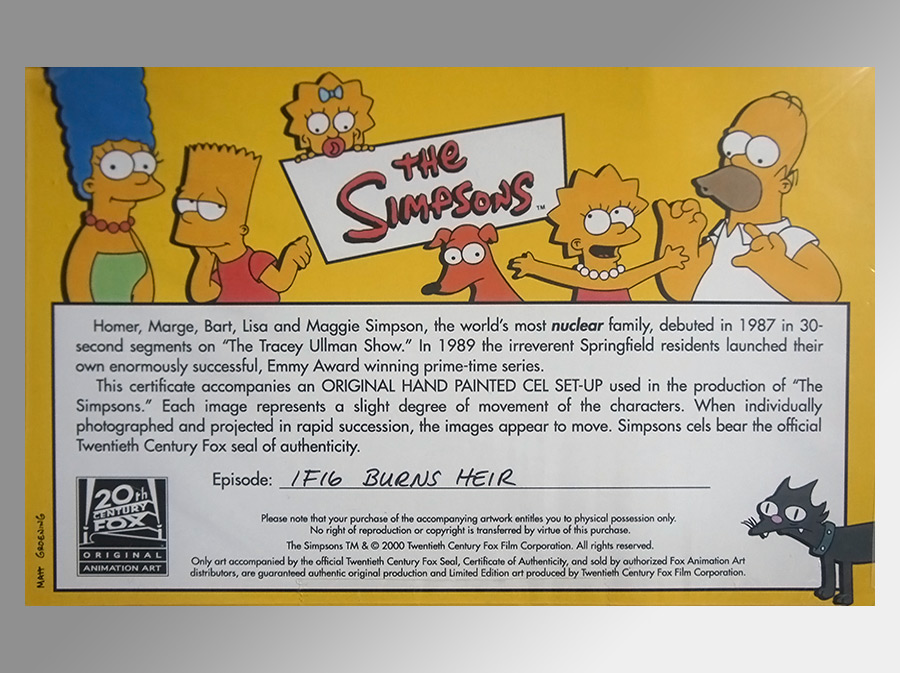 THE
SIMPSONS™
Homer, Marge, Bart, Lisa and Maggie Simpson, the world's most nuclear family, debuted in 1987 in 30-
second segments on "The Tracey Ullman Show." In 1989 the irreverent Springfield residents launched their
own enormously successful, Emmy Award winning prime-time series.
This certificate accompanies an ORIGINAL HAND PAINTED CEL SET-UP used in the production of "The
Simpsons." Each image represents a slight degree of movement of the characters. When individually
photographed and projected in rapid succession, the images appear to move. Simpsons cels bear the official
Twentieth Century Fox seal of authenticity.
Episode: 1F16 BURNS HEIR
20th
CENTURY
FOX
ORIGINAL
ANIMATION ART
Please note that your purchase of the accompanying artwork entitles you to physical possession only.
No right of reproduction or copyright is transferred by virtue of this purchase.
The Simpsons TM & © 2000 Twentieth Century Fox Film Corporation. All rights reserved.
Only art accompanied by the official Twentieth Century Fox Seal, Certificate of Authenticity, and sold by authorized Fox Animation Art
distributors, are guaranteed authentic original production and Limited Edition art produced by Twentieth Century Fox Film Corporation.
MATT GROENING